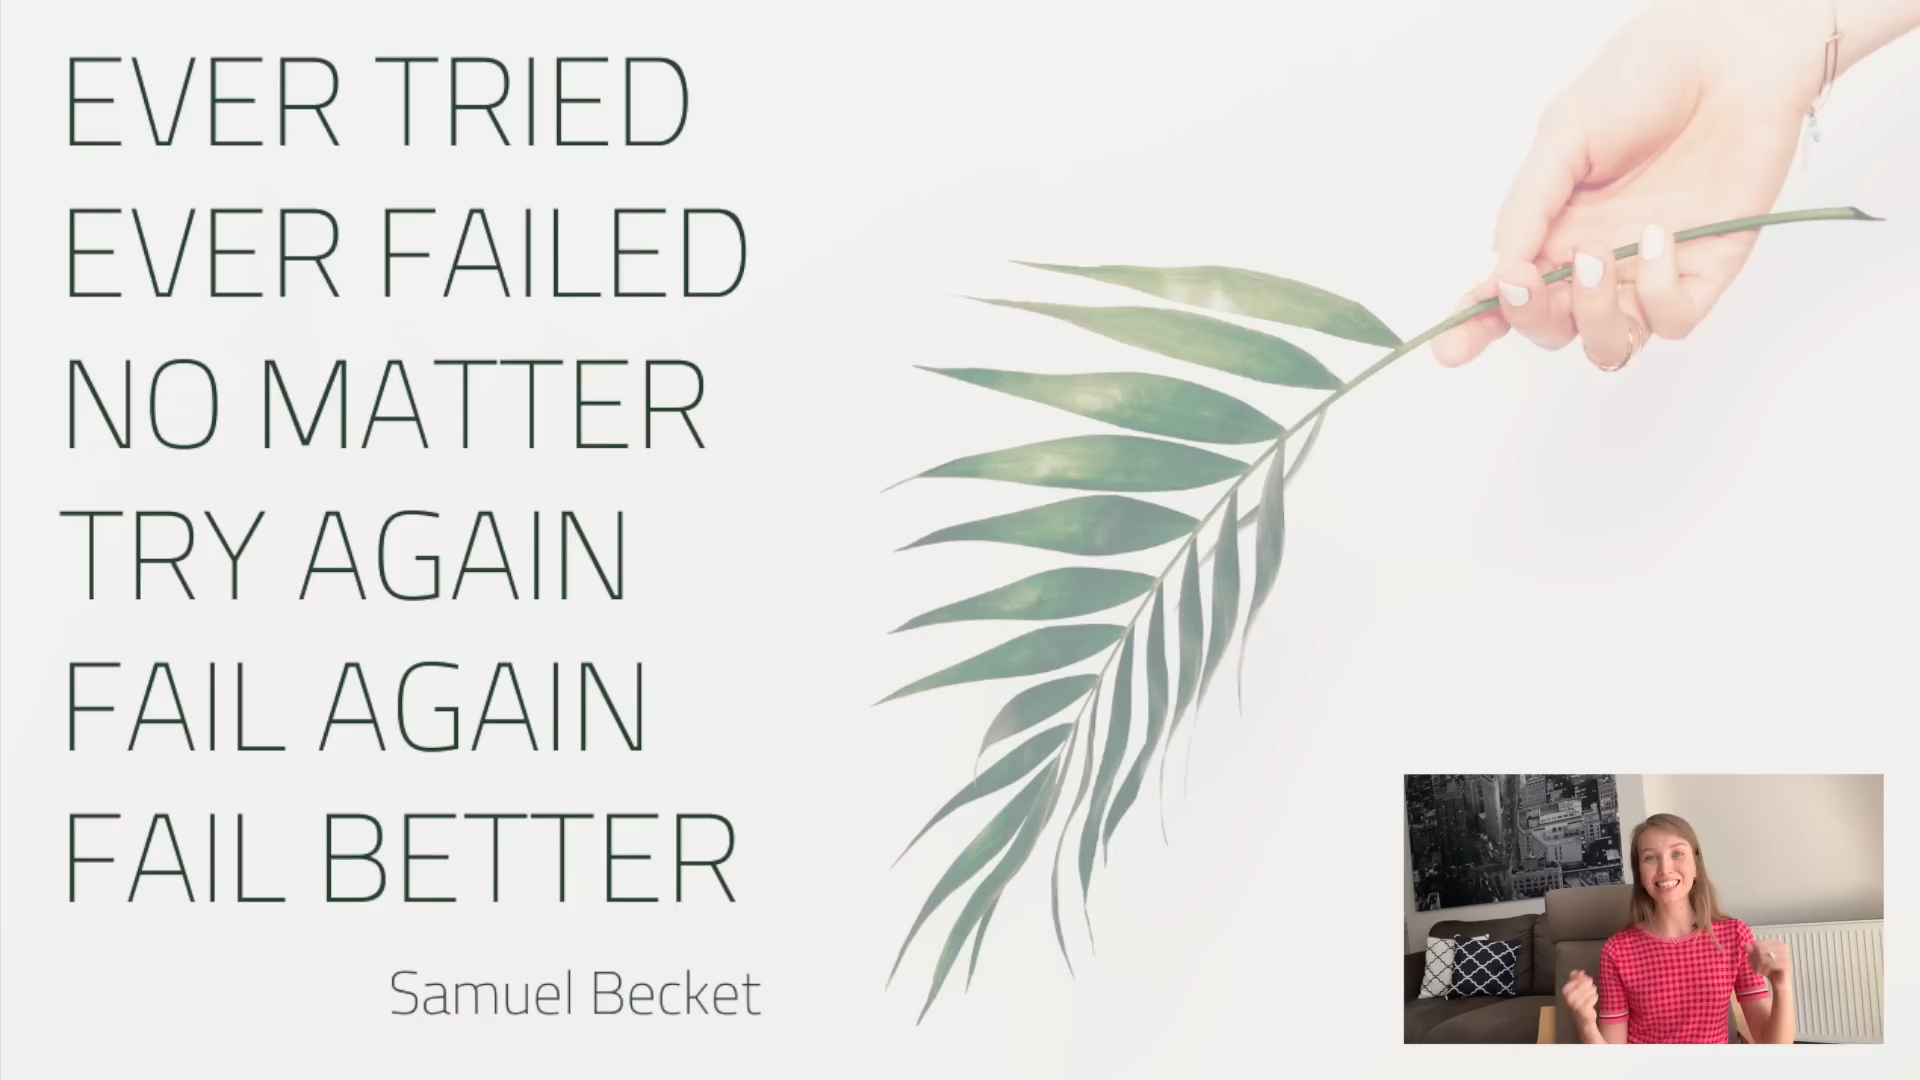 EVER TRIED
EVER FAILED
NO MATTER
TRY AGAIN
FAIL AGAIN
FAIL BETTER
Samuel Becket